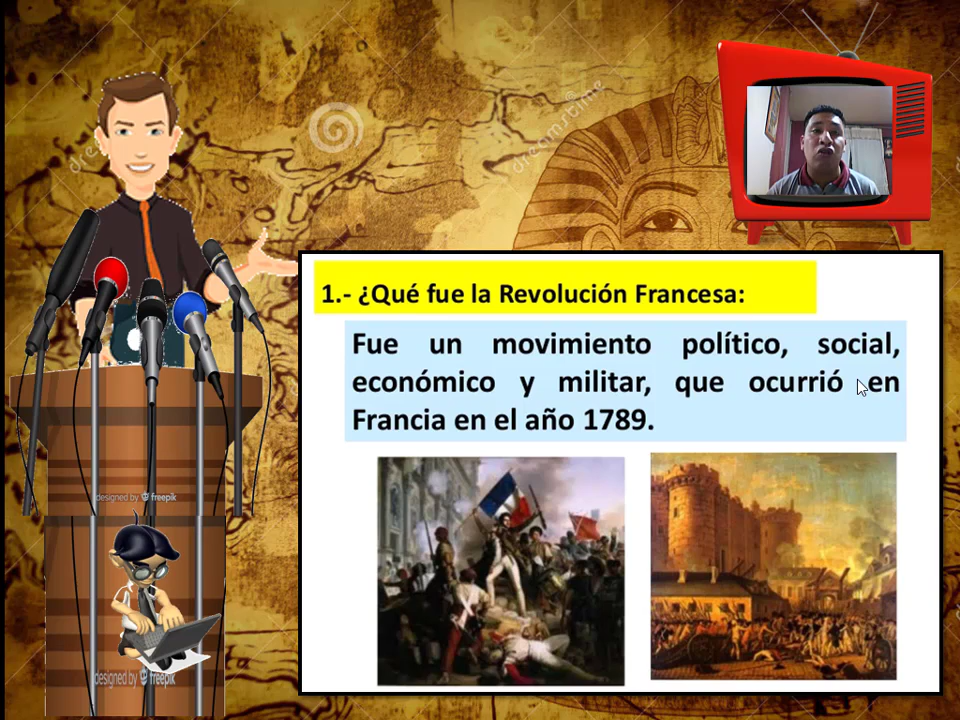 dreamstime
1.- ¿Qué fue la Revolución Francesa:
Fue un movimiento político, social,
económico y militar, que ocurrió en
Francia en el año 1789.
designed by freepik
designed by freepik